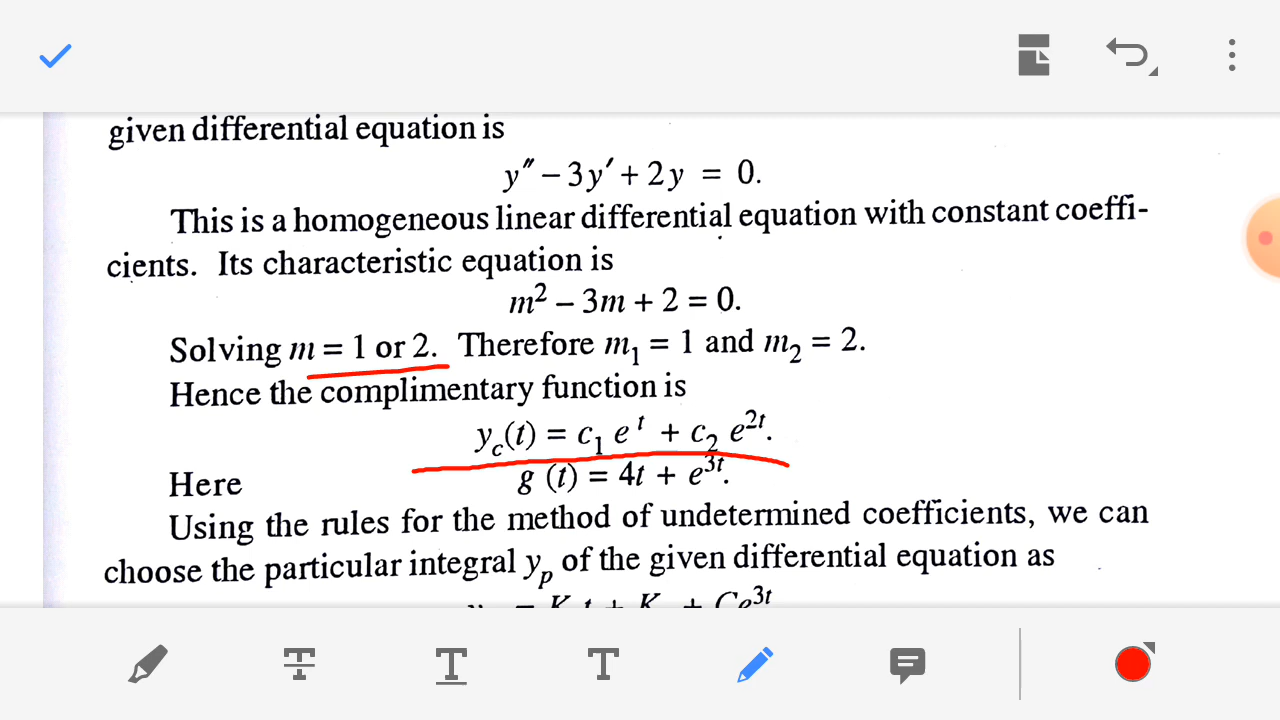 given differential equation is
y″ – 3y′ + 2y = 0.
This is a homogeneous linear differential equation with constant coeffi-
cients. Its characteristic equation is
m² – 3m + 2 = 0.
Solving m = 1 or 2. Therefore m₁ = 1 and m₂ = 2.
Hence the complimentary function is
y_c(t) = c₁ e^t + c₂ e^{2t}.
Here g (t) = 4t + e^{3t}.
Using the rules for the method of undetermined coefficients, we can
choose the particular integral y_p of the given differential equation as
T T T